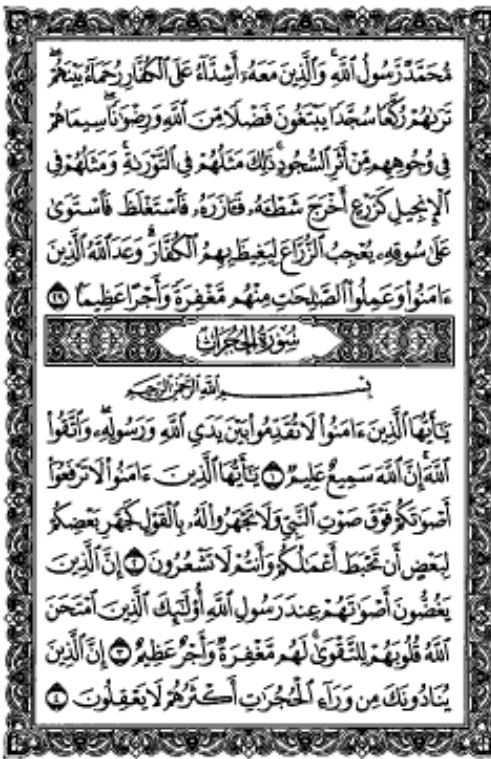 مُّحَمَّدٌ رَّسُولُ ٱللَّهِ ۚ وَٱلَّذِينَ مَعَهُۥٓ أَشِدَّآءُ عَلَى ٱلْكُفَّارِ رُحَمَآءُ بَيْنَهُمْ ۖ
تَرَىٰهُمْ رُكَّعًا سُجَّدًا يَبْتَغُونَ فَضْلًا مِّنَ ٱللَّهِ وَرِضْوَٰنًا ۖ سِيمَاهُمْ
فِى وُجُوهِهِم مِّنْ أَثَرِ ٱلسُّجُودِ ۚ ذَٰلِكَ مَثَلُهُمْ فِى ٱلتَّوْرَىٰةِ ۚ وَمَثَلُهُمْ فِى
ٱلْإِنجِيلِ كَزَرْعٍ أَخْرَجَ شَطْـَٔهُۥ فَـَٔازَرَهُۥ فَٱسْتَغْلَظَ فَٱسْتَوَىٰ
عَلَىٰ سُوقِهِۦ يُعْجِبُ ٱلزُّرَّاعَ لِيَغِيظَ بِهِمُ ٱلْكُفَّارَ ۗ وَعَدَ ٱللَّهُ ٱلَّذِينَ
ءَامَنُوا۟ وَعَمِلُوا۟ ٱلصَّٰلِحَٰتِ مِنْهُم مَّغْفِرَةً وَأَجْرًا عَظِيمًۢا ٢٩
سُورَةُ الْحُجُرَاتِ
بِسْمِ ٱللَّهِ ٱلرَّحْمَٰنِ ٱلرَّحِيمِ
يَٰٓأَيُّهَا ٱلَّذِينَ ءَامَنُوا۟ لَا تُقَدِّمُوا۟ بَيْنَ يَدَىِ ٱللَّهِ وَرَسُولِهِۦ ۖ وَٱتَّقُوا۟
ٱللَّهَ ۚ إِنَّ ٱللَّهَ سَمِيعٌ عَلِيمٌ ١ يَٰٓأَيُّهَا ٱلَّذِينَ ءَامَنُوا۟ لَا تَرْفَعُوٓا۟
أَصْوَٰتَكُمْ فَوْقَ صَوْتِ ٱلنَّبِىِّ وَلَا تَجْهَرُوا۟ لَهُۥ بِٱلْقَوْلِ كَجَهْرِ بَعْضِكُمْ
لِبَعْضٍ أَن تَحْبَطَ أَعْمَٰلُكُمْ وَأَنتُمْ لَا تَشْعُرُونَ ٢ إِنَّ ٱلَّذِينَ
يَغُضُّونَ أَصْوَٰتَهُمْ عِندَ رَسُولِ ٱللَّهِ أُو۟لَٰٓئِكَ ٱلَّذِينَ ٱمْتَحَنَ
ٱللَّهُ قُلُوبَهُمْ لِلتَّقْوَىٰ ۚ لَهُم مَّغْفِرَةٌ وَأَجْرٌ عَظِيمٌ ٣ إِنَّ ٱلَّذِينَ
يُنَادُونَكَ مِن وَرَآءِ ٱلْحُجُرَٰتِ أَكْثَرُهُمْ لَا يَعْقِلُونَ ٤